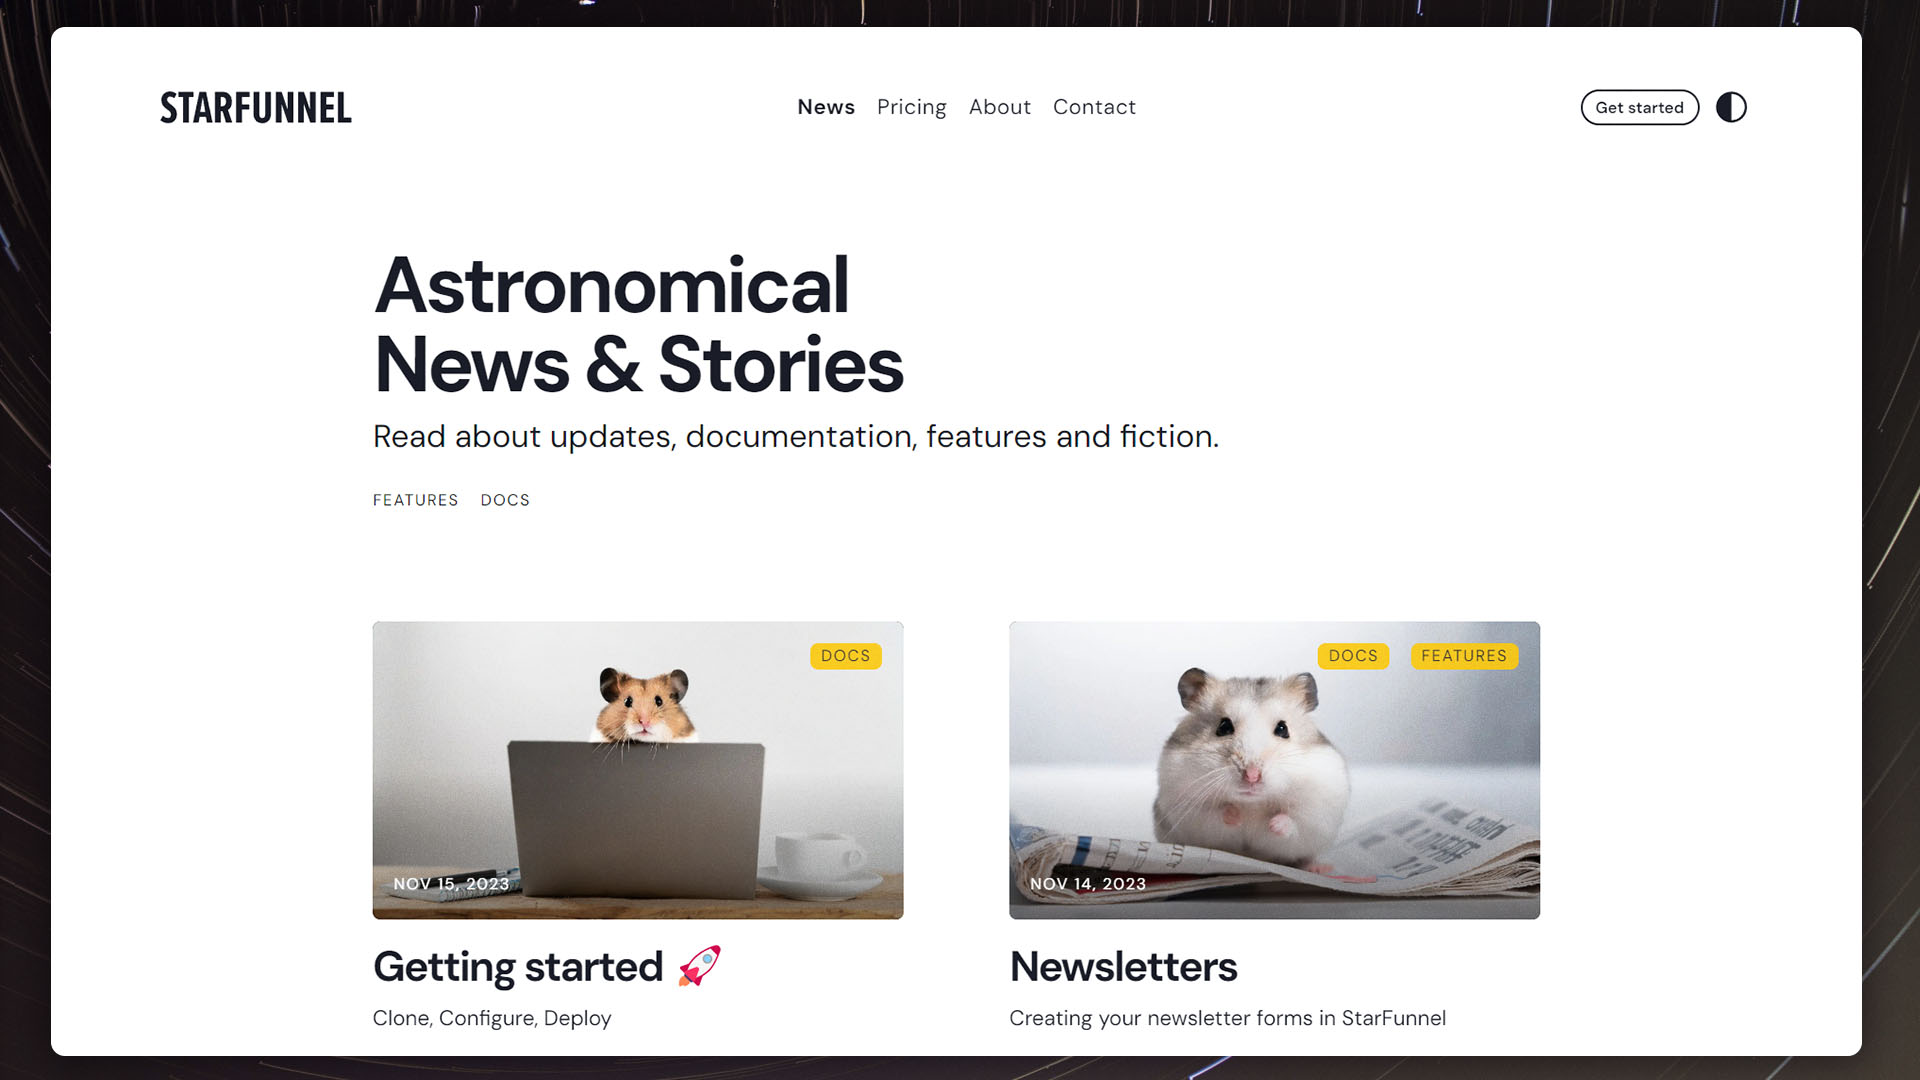 STARFUNNEL
News Pricing About Contact
Get started
Astronomical
News & Stories
Read about updates, documentation, features and fiction.
FEATURES DOCS
DOCS
NOV 15, 2023
Getting started 🚀
Clone, Configure, Deploy
DOCS FEATURES
NOV 14, 2023
Newsletters
Creating your newsletter forms in StarFunnel